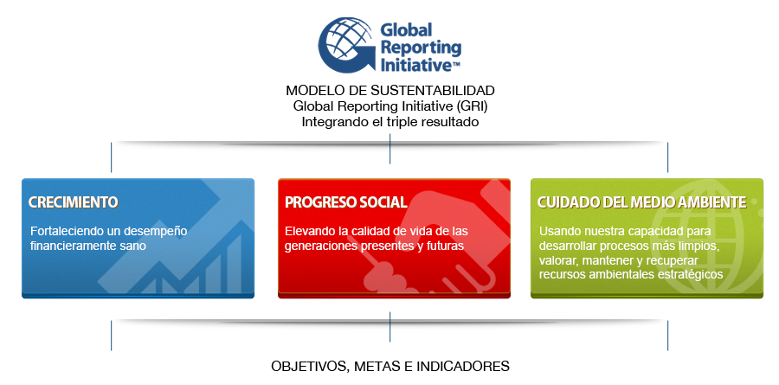 Global
Reporting
Initiative™
MODELO DE SUSTENTABILIDAD
Global Reporting Initiative (GRI)
Integrando el triple resultado
CRECIMIENTO
Fortaleciendo un desempeño
financieramente sano
PROGRESO SOCIAL
Elevando la calidad de vida de las
generaciones presentes y futuras
CUIDADO DEL MEDIO AMBIENTE
Usando nuestra capacidad para
desarrollar procesos más limpios,
valorar, mantener y recuperar
recursos ambientales estratégicos
OBJETIVOS, METAS E INDICADORES